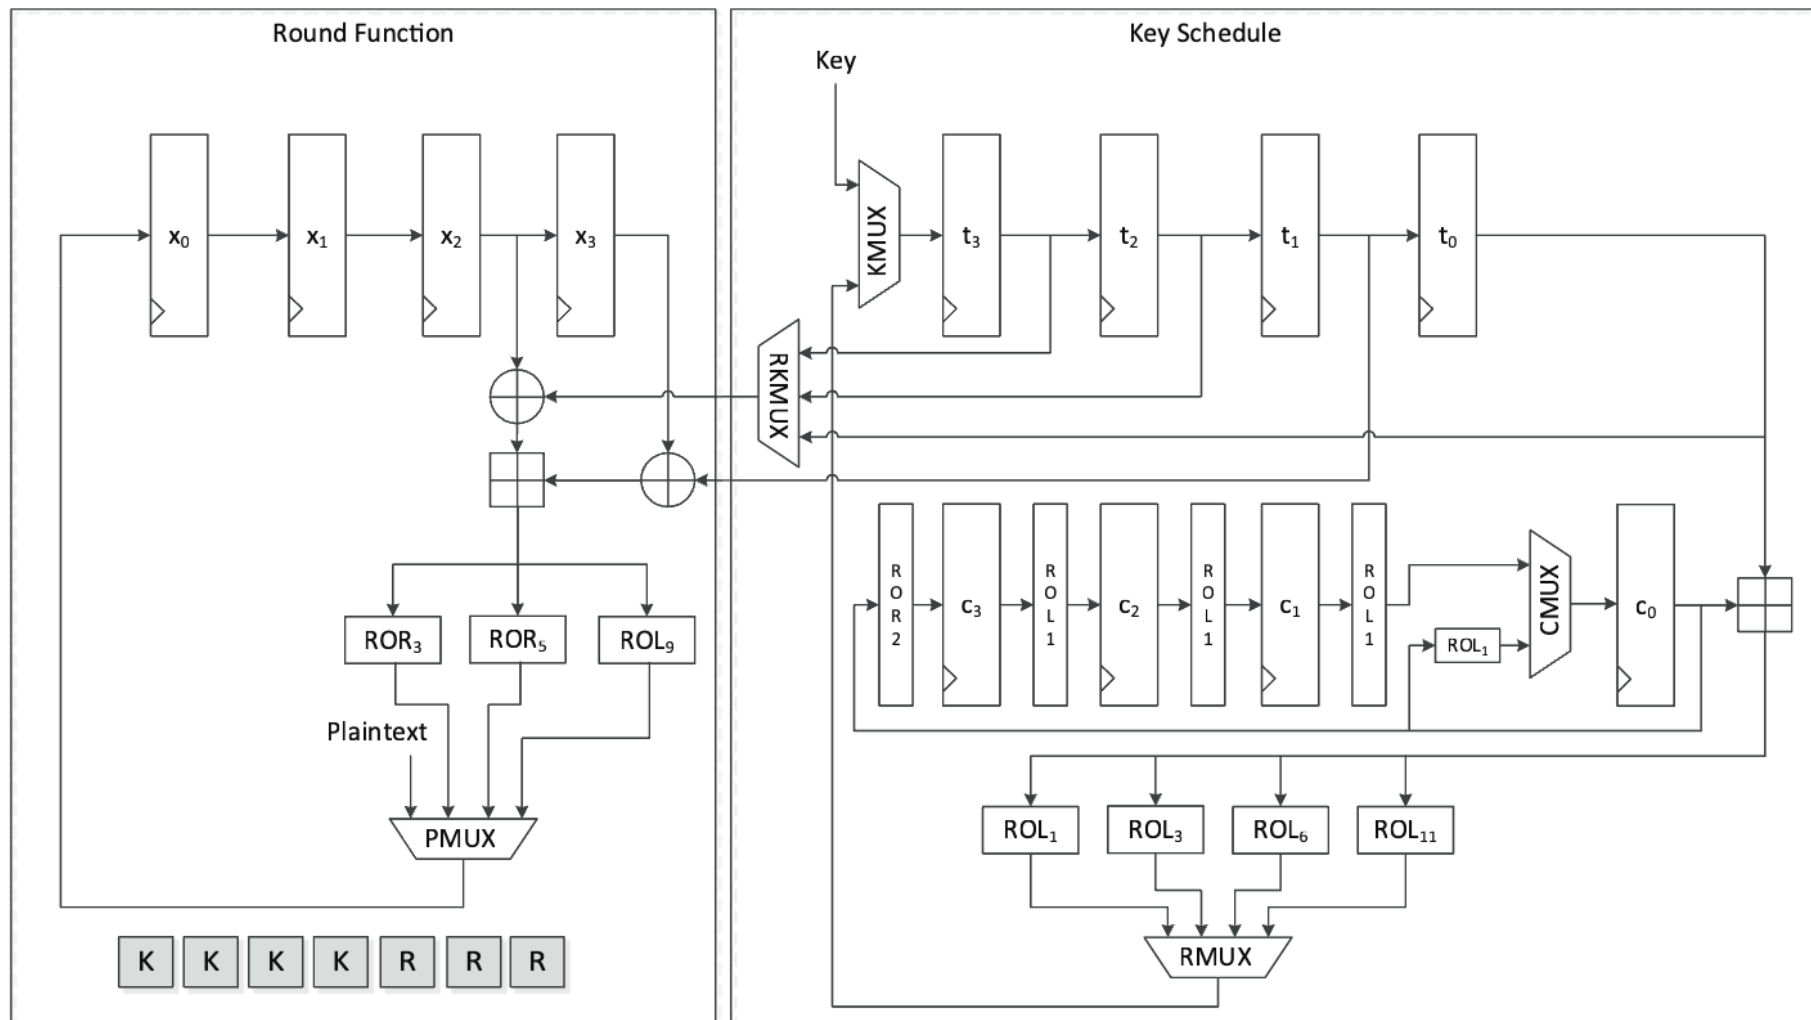 Round Function
Key Schedule
Key
x₀
x₁
x₂
x₃
KMUX
t₃
t₂
t₁
t₀
RKMUX
ROR2
c₃
ROL1
c₂
ROL1
c₁
ROL1
CMUX
c₀
ROL₁
ROR₃
ROR₅
ROL₉
Plaintext
PMUX
ROL₁
ROL₃
ROL₆
ROL₁₁
RMUX
K K K K R R R